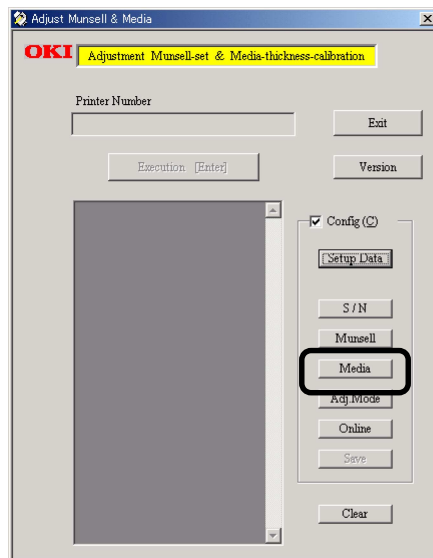 Adjust Munsell & Media
OKI Adjustment Munsell-set & Media-thickness-calibration
Printer Number
Exit
Execution [Enter]
Version
Config (C)
Setup Data
S / N
Munsell
Media
Adj.Mode
Online
Save
Clear